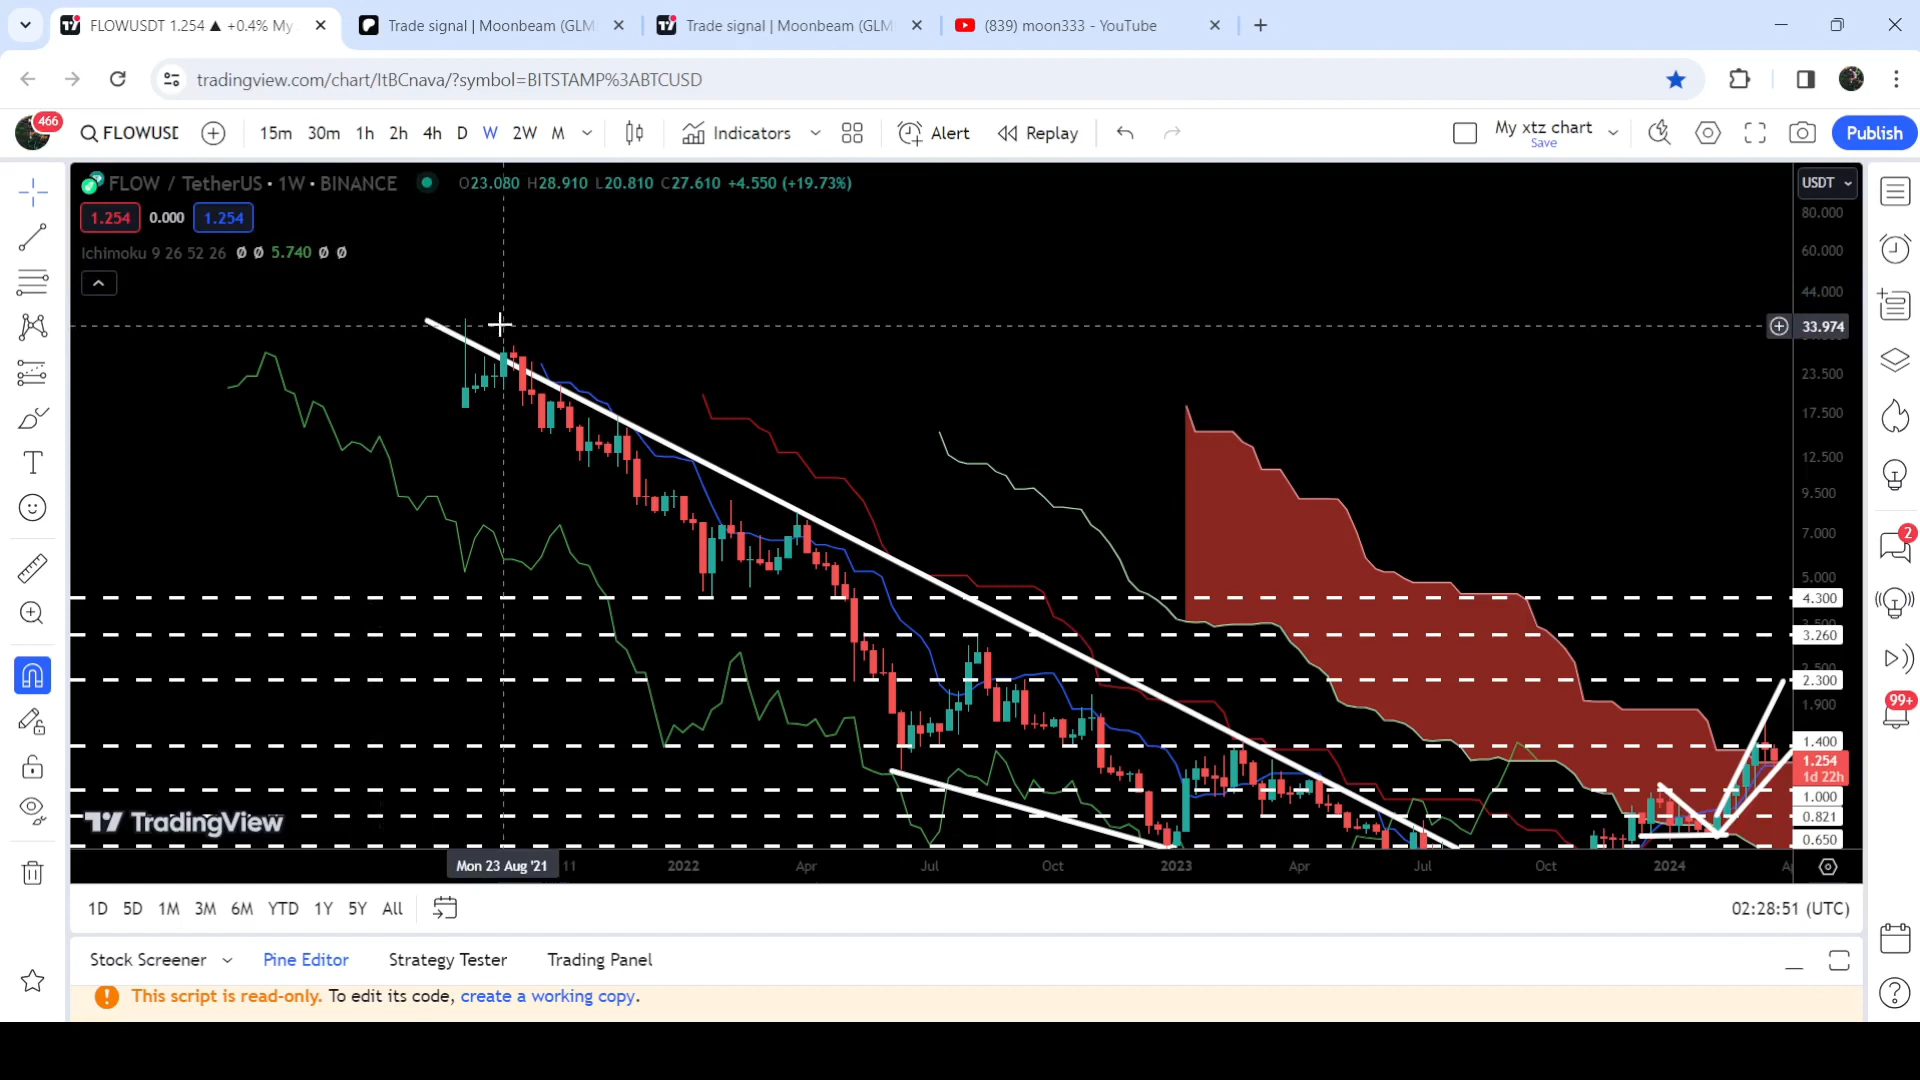 FLOWUSDT 1.254 ▲ +0.4% My
Trade signal | Moonbeam (GLM
Trade signal | Moonbeam (GLM
(839) moon333 - YouTube
tradingview.com/chart/ItBCnava/?symbol=BITSTAMP%3ABTCUSD
466
FLOWUSD
15m 30m 1h 2h 4h D W 2W M
Indicators
Alert
Replay
My xtz chart
Save
Publish
FLOW / TetherUS • 1W • BINANCE
O23.080 H28.910 L20.810 C27.610 +4.550 (+19.73%)
USDT
1.254 0.000 1.254
Ichimoku 9 26 52 26 Ø Ø 5.740 Ø Ø
80.000
60.000
44.000
33.974
23.500
17.500
12.500
9.500
7.000
5.000
4.300
3.260
2.500
2.300
1.900
1.400
1.254
1d 22h
1.000
0.821
0.650
TradingView
Mon 23 Aug '21 11 2022 Apr Jul Oct 2023 Apr Jul Oct 2024
2
99+
1D 5D 1M 3M 6M YTD 1Y 5Y All
02:28:51 (UTC)
Stock Screener
Pine Editor
Strategy Tester
Trading Panel
This script is read-only. To edit its code, create a working copy.